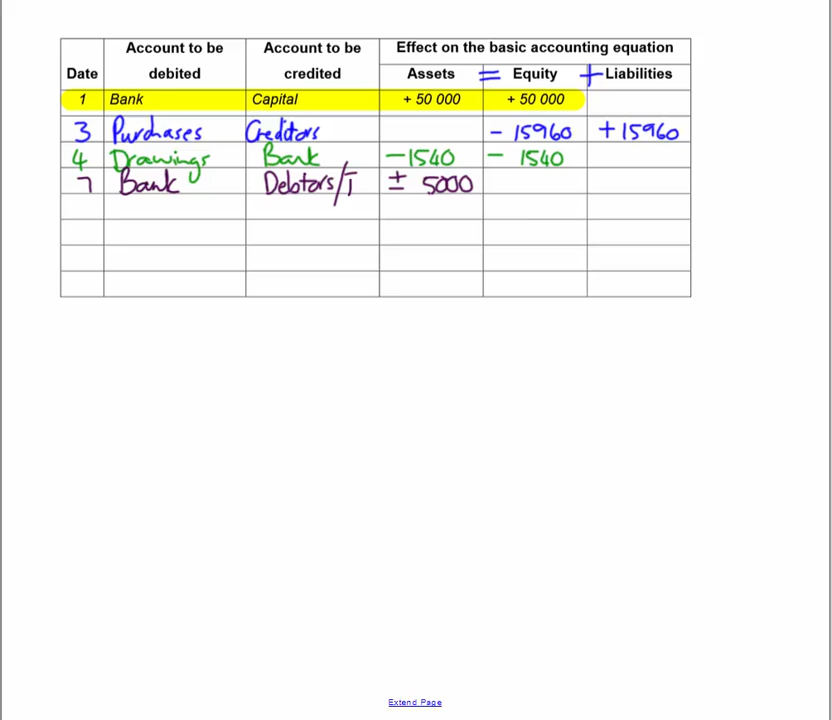 Account to be Account to be Effect on the basic accounting equation
Date debited credited Assets = Equity + Liabilities
1 Bank Capital + 50 000 + 50 000
3 Purchases Creditors - 15960 +15960
4 Drawings Bank -1540 - 1540
7 Bank Debtors/T ± 5000
Extend Page